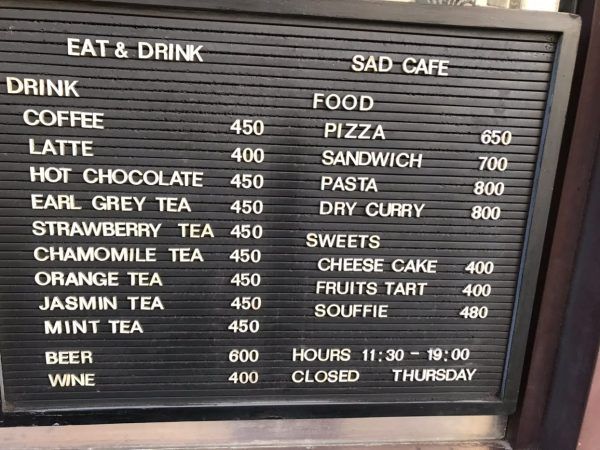 EAT & DRINK
DRINK
COFFEE 450
LATTE 400
HOT CHOCOLATE 450
EARL GREY TEA 450
STRAWBERRY TEA 450
CHAMOMILE TEA 450
ORANGE TEA 450
JASMIN TEA 450
MINT TEA 450
BEER 600
WINE 400
SAD CAFE
FOOD
PIZZA 650
SANDWICH 700
PASTA 800
DRY CURRY 800
SWEETS
CHEESE CAKE 400
FRUITS TART 400
SOUFFIE 480
HOURS 11:30 - 19:00
CLOSED THURSDAY